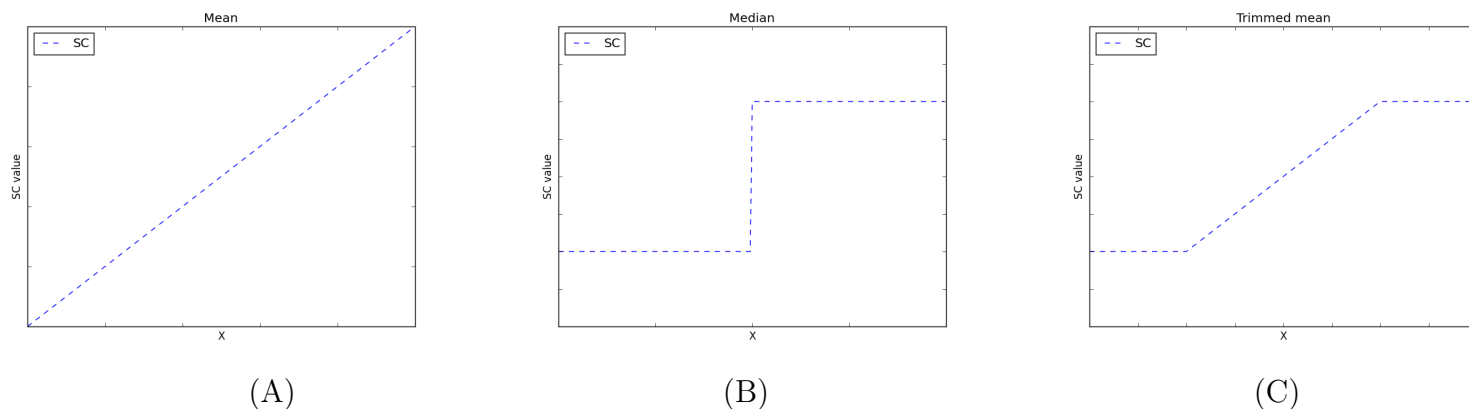 Mean
SC
SC value
X
(A)
Median
SC
SC value
X
(B)
Trimmed mean
SC
SC value
X
(C)